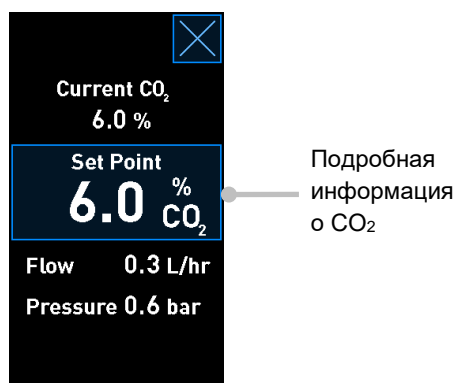 Current CO₂
6.0 %
Set Point
6.0 % CO₂
Flow 0.3 L/hr
Pressure 0.6 bar
Подробная
информация
о CO₂